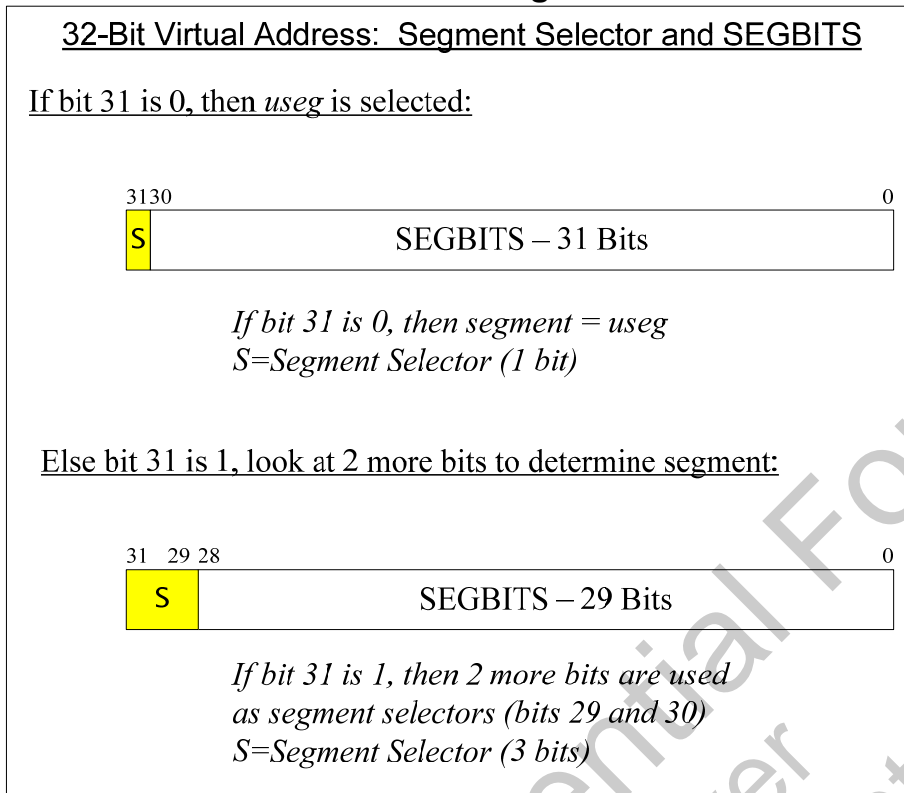 32-Bit Virtual Address: Segment Selector and SEGBITS
If bit 31 is 0, then useg is selected:
3130 0
S SEGBITS – 31 Bits
If bit 31 is 0, then segment = useg
S=Segment Selector (1 bit)
Else bit 31 is 1, look at 2 more bits to determine segment:
31 29 28 0
S SEGBITS – 29 Bits
If bit 31 is 1, then 2 more bits are used
as segment selectors (bits 29 and 30)
S=Segment Selector (3 bits)